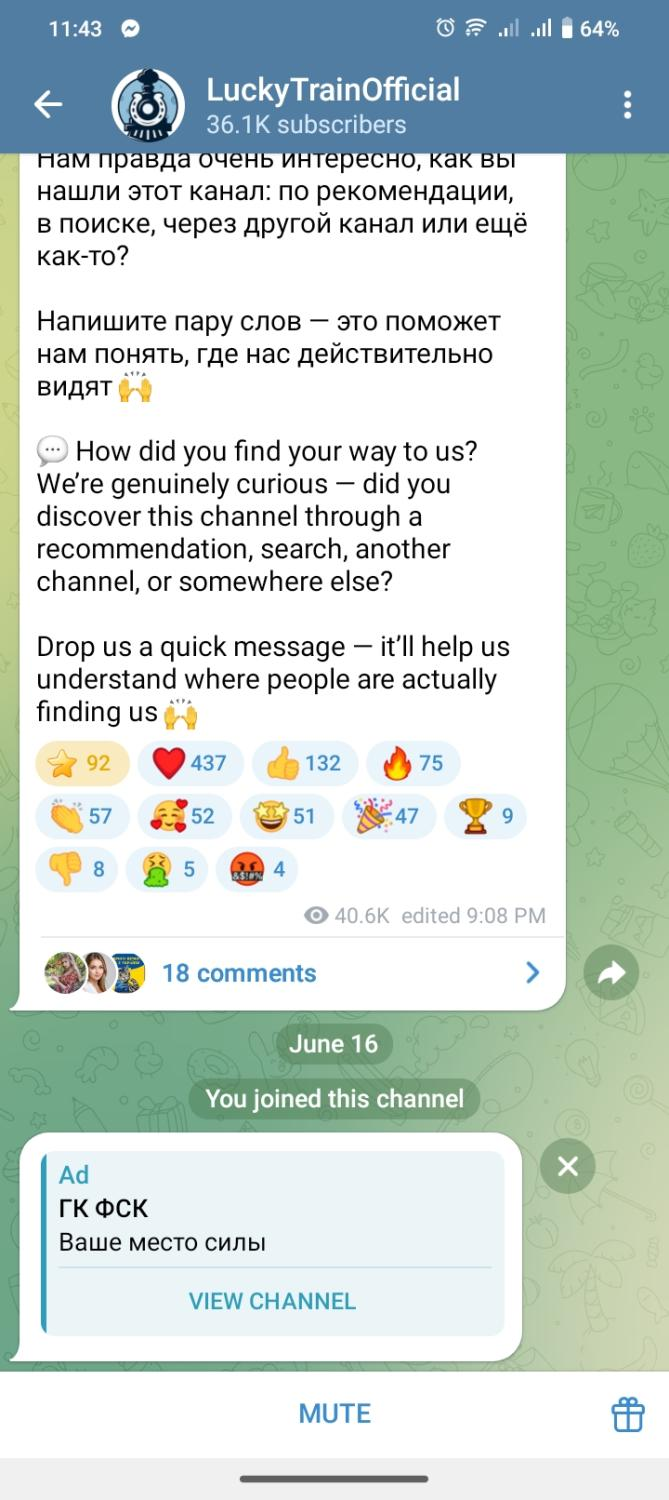 11:43
64%
LuckyTrainOfficial
36.1K subscribers
Нам правда очень интересно, как вы
нашли этот канал: по рекомендации,
в поиске, через другой канал или ещё
как-то?
Напишите пару слов — это поможет
нам понять, где нас действительно
видят 🙌
💬 How did you find your way to us?
We’re genuinely curious — did you
discover this channel through a
recommendation, search, another
channel, or somewhere else?
Drop us a quick message — it’ll help us
understand where people are actually
finding us 🙌
⭐ 92 ❤️ 437 👍 132 🔥 75
👏 57 🥰 52 🤩 51 🎉 47 🏆 9
👎 8 🤮 5 🤬 4
40.6K edited 9:08 PM
18 comments
June 16
You joined this channel
Ad
ГК ФСК
Ваше место силы
VIEW CHANNEL
MUTE